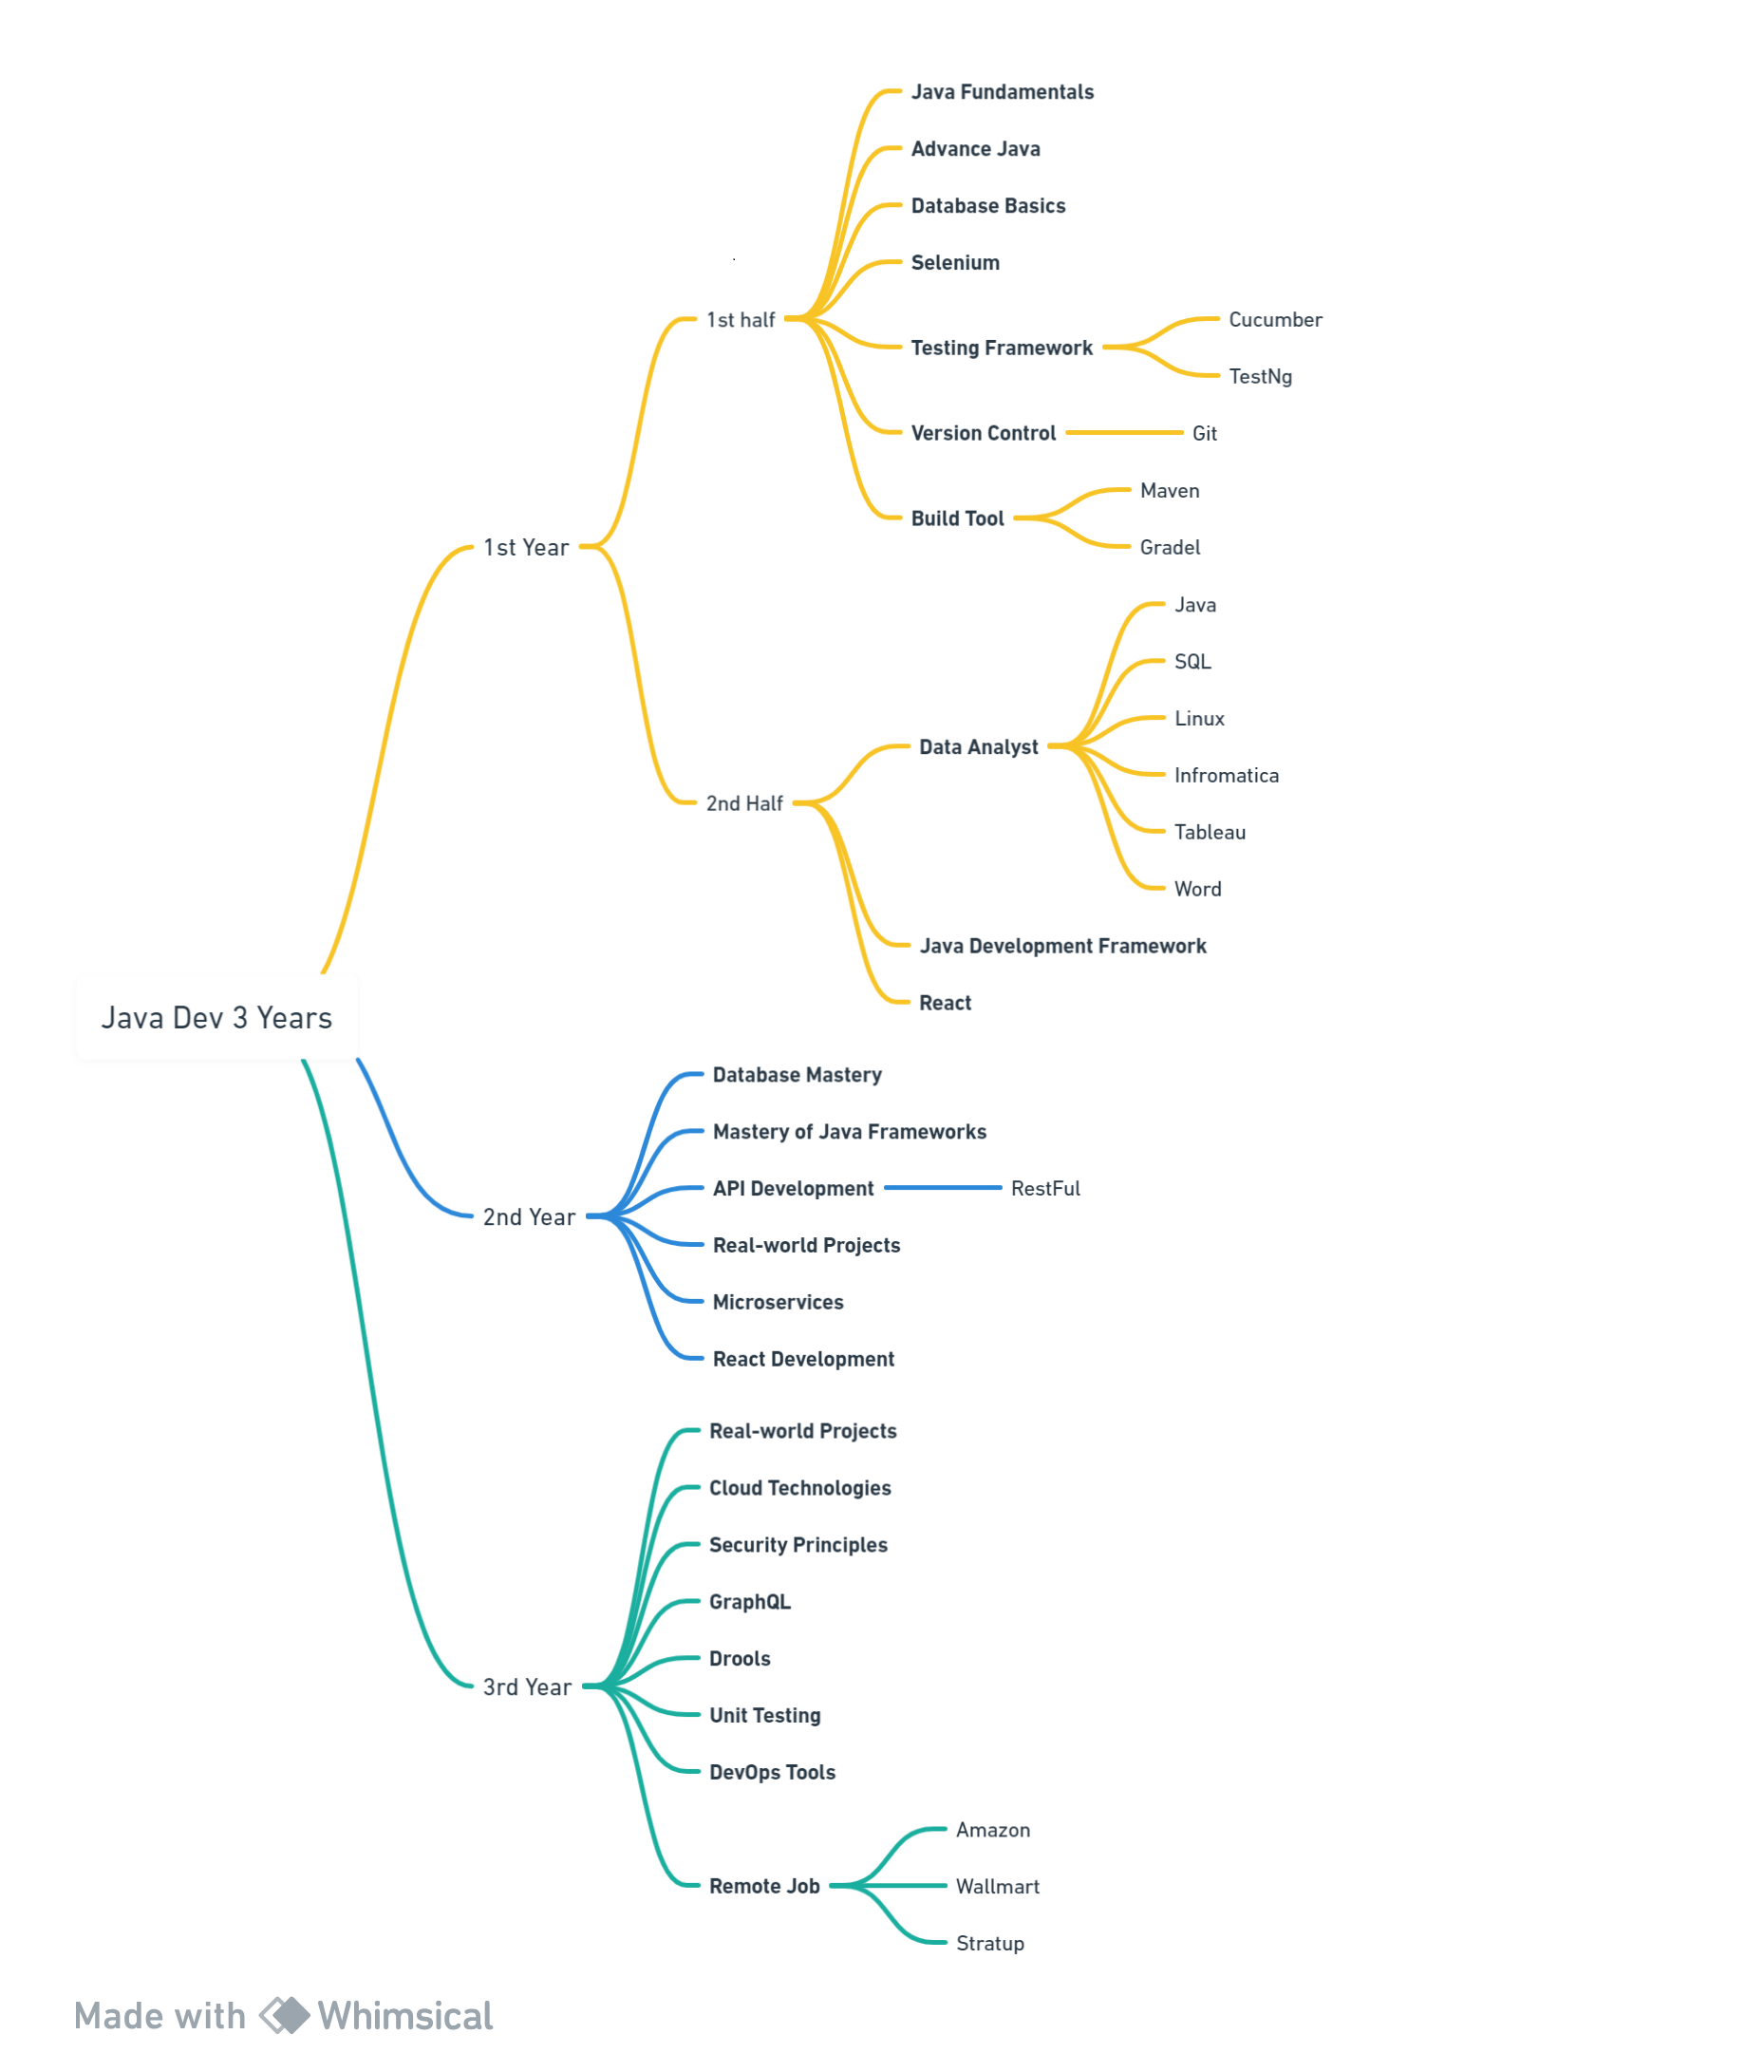 Java Dev 3 Years
1st Year
1st half
Java Fundamentals
Advance Java
Database Basics
Selenium
Testing Framework
Cucumber
TestNg
Version Control
Git
Build Tool
Maven
Gradel
2nd Half
Data Analyst
Java
SQL
Linux
Infromatica
Tableau
Word
Java Development Framework
React
2nd Year
Database Mastery
Mastery of Java Frameworks
API Development
RestFul
Real-world Projects
Microservices
React Development
3rd Year
Real-world Projects
Cloud Technologies
Security Principles
GraphQL
Drools
Unit Testing
DevOps Tools
Remote Job
Amazon
Wallmart
Stratup
Made with Whimsical